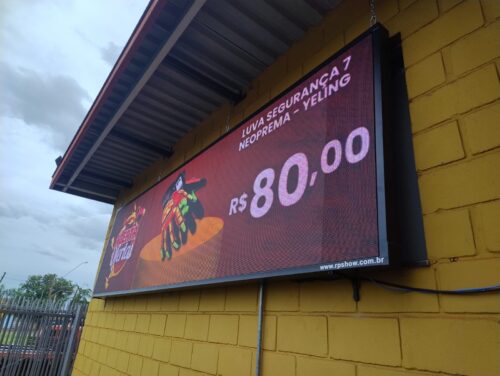 LUVA SEGURANÇA 7
NEOPREMA - YELING
R$ 80,00
www.rpshow.com.br